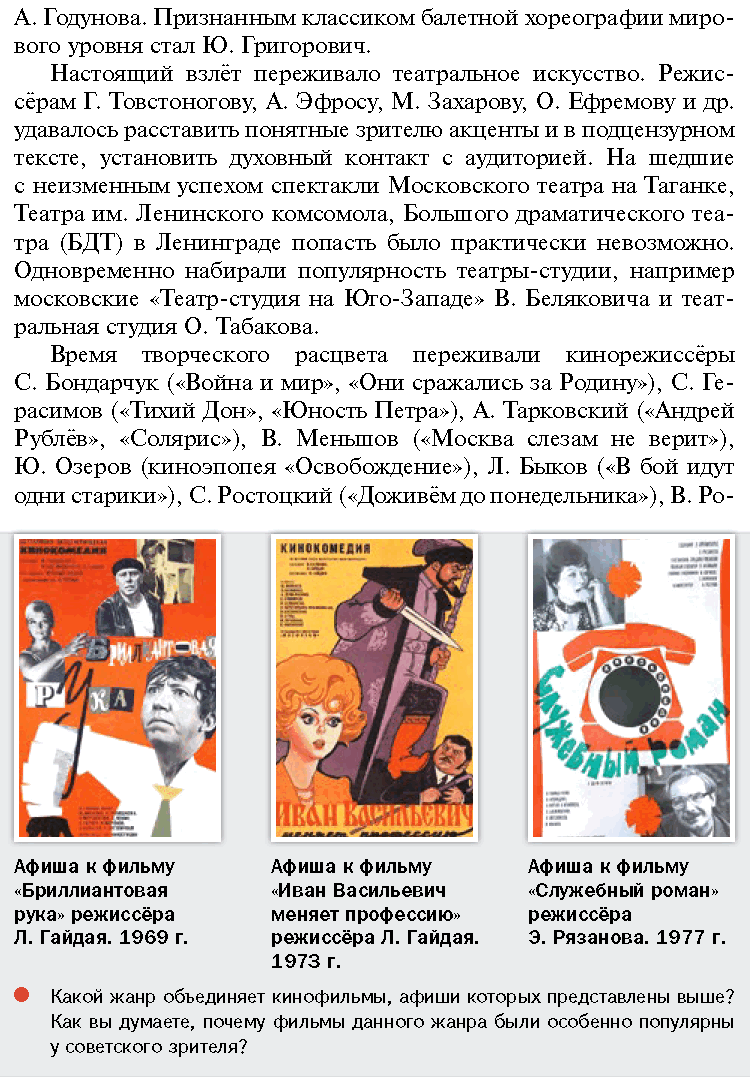 А. Годунова. Признанным классиком балетной хореографии миро-
вого уровня стал Ю. Григорович.
Настоящий взлёт переживало театральное искусство. Режис-
сёрам Г. Товстоногову, А. Эфросу, М. Захарову, О. Ефремову и др.
удавалось расставить понятные зрителю акценты и в подцензурном
тексте, установить духовный контакт с аудиторией. На шедшие
с неизменным успехом спектакли Московского театра на Таганке,
Театра им. Ленинского комсомола, Большого драматического теа-
тра (БДТ) в Ленинграде попасть было практически невозможно.
Одновременно набирали популярность театры-студии, например
московские «Театр-студия на Юго-Западе» В. Беляковича и теат-
ральная студия О. Табакова.
Время творческого расцвета переживали кинорежиссёры
С. Бондарчук («Война и мир», «Они сражались за Родину»), С. Ге-
расимов («Тихий Дон», «Юность Петра»), А. Тарковский («Андрей
Рублёв», «Солярис»), В. Меньшов («Москва слезам не верит»),
Ю. Озеров (киноэпопея «Освобождение»), Л. Быков («В бой идут
одни старики»), С. Ростоцкий («Доживём до понедельника»), В. Ро-
КИНОКОМЕДИЯ
БРИЛЛИАНТОВАЯ
РУКА
КИНОКОМЕДИЯ
ИВАН ВАСИЛЬЕВИЧ
МЕНЯЕТ ПРОФЕССИЮ
СЛУЖЕБНЫЙ РОМАН
Афиша к фильму
«Бриллиантовая
рука» режиссёра
Л. Гайдая. 1969 г.
Афиша к фильму
«Иван Васильевич
меняет профессию»
режиссёра Л. Гайдая.
1973 г.
Афиша к фильму
«Служебный роман»
режиссёра
Э. Рязанова. 1977 г.
Какой жанр объединяет кинофильмы, афиши которых представлены выше?
Как вы думаете, почему фильмы данного жанра были особенно популярны
у советского зрителя?